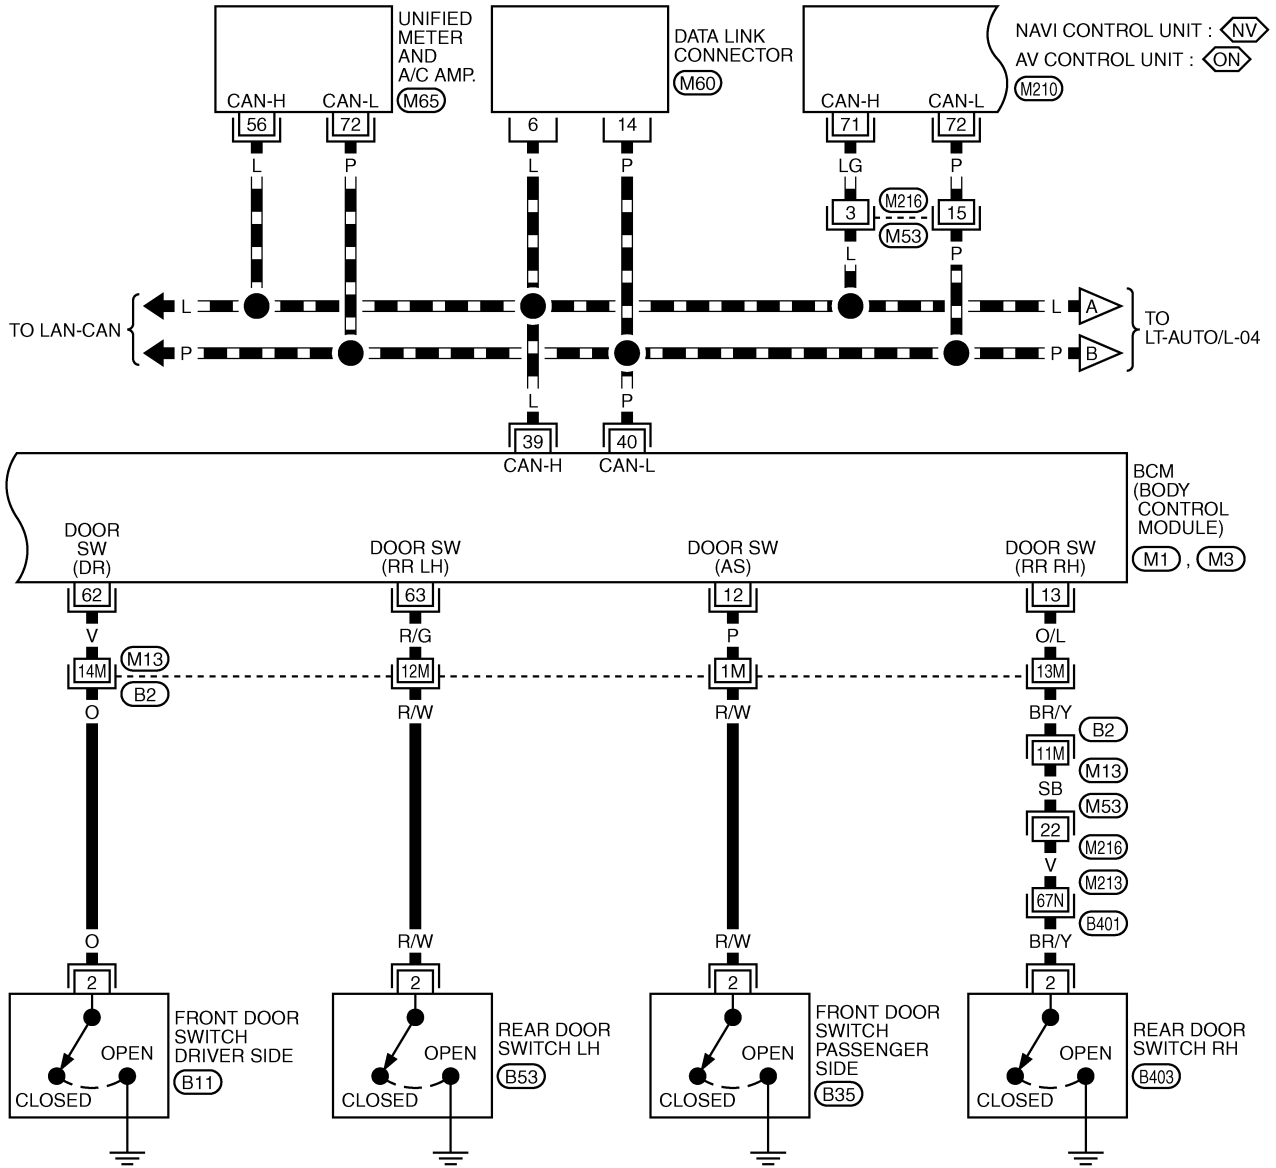 UNIFIED
METER
AND
A/C AMP.
M65
CAN-H
CAN-L
56
72
L
P
DATA LINK
CONNECTOR
M60
6
14
L
P
NAVI CONTROL UNIT : NV
AV CONTROL UNIT : ON
M210
CAN-H
CAN-L
71
72
LG
P
3
M216
M53
15
L
P
TO LAN-CAN
L
L
A
P
P
B
TO
LT-AUTO/L-04
L
P
39
40
CAN-H
CAN-L
BCM
(BODY
CONTROL
MODULE)
M1 , M3
DOOR
SW
(DR)
DOOR SW
(RR LH)
DOOR SW
(AS)
DOOR SW
(RR RH)
62
63
12
13
V
R/G
P
O/L
14M
M13
B2
12M
1M
13M
O
R/W
R/W
BR/Y
B2
11M
M13
SB
M53
22
M216
V
M213
67N
B401
O
R/W
R/W
BR/Y
2
2
2
2
OPEN
CLOSED
FRONT DOOR
SWITCH
DRIVER SIDE
B11
OPEN
CLOSED
REAR DOOR
SWITCH LH
B53
OPEN
CLOSED
FRONT DOOR
SWITCH
PASSENGER
SIDE
B35
OPEN
CLOSED
REAR DOOR
SWITCH RH
B403